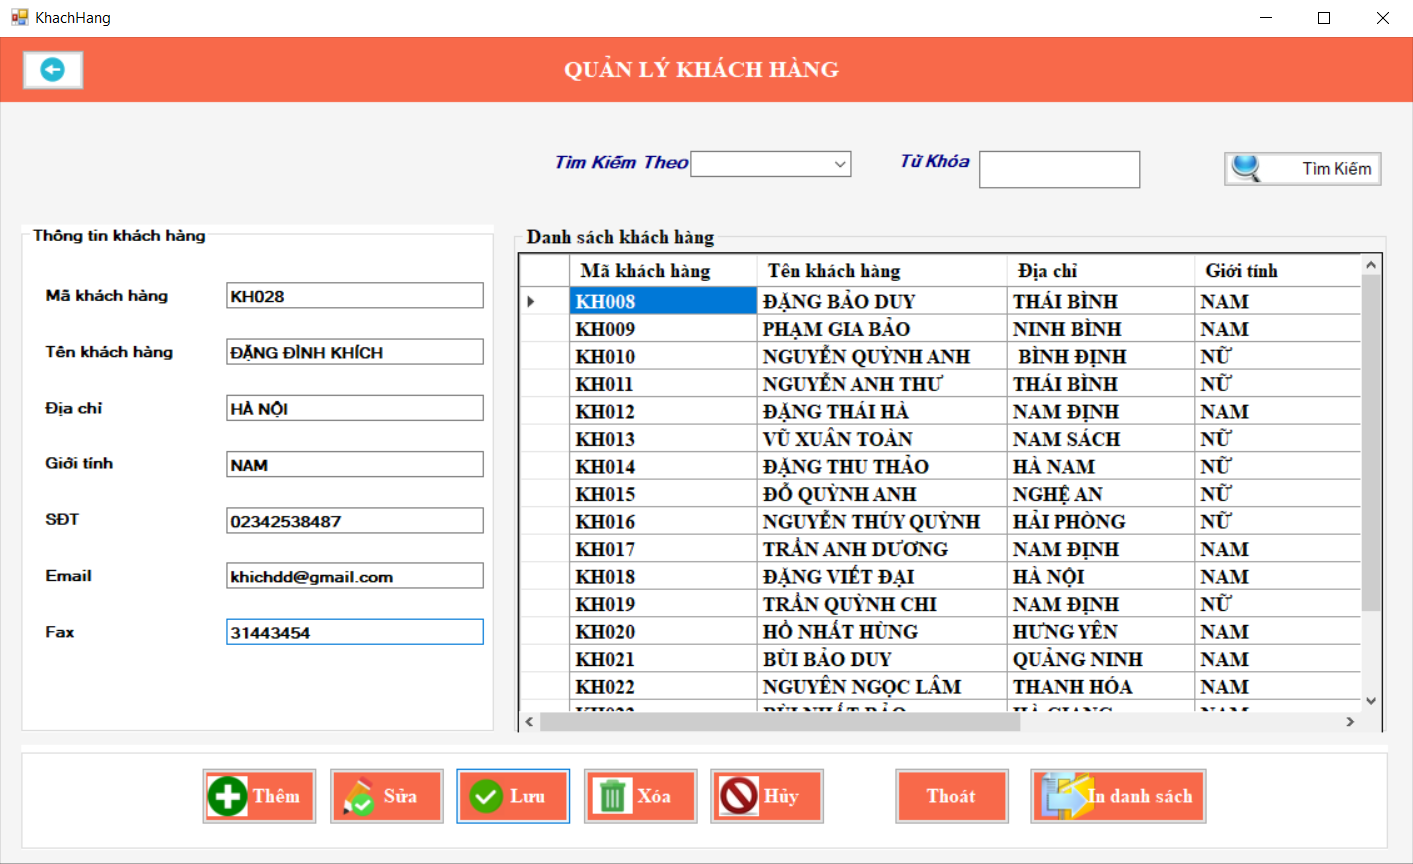 KhachHang
QUẢN LÝ KHÁCH HÀNG
Tìm Kiếm Theo
Từ Khóa
Tìm Kiếm
Thông tin khách hàng
Mã khách hàng KH028
Tên khách hàng ĐẶNG ĐÌNH KHÍCH
Địa chỉ HÀ NỘI
Giới tính NAM
SĐT 02342538487
Email khichdd@gmail.com
Fax 31443454
Danh sách khách hàng
Mã khách hàng Tên khách hàng Địa chỉ Giới tính
KH008 ĐẶNG BẢO DUY THÁI BÌNH NAM
KH009 PHẠM GIA BẢO NINH BÌNH NAM
KH010 NGUYỄN QUỲNH ANH BÌNH ĐỊNH NỮ
KH011 NGUYỄN ANH THƯ THÁI BÌNH NỮ
KH012 ĐẶNG THÁI HÀ NAM ĐỊNH NAM
KH013 VŨ XUÂN TOÀN NAM SÁCH NỮ
KH014 ĐẶNG THU THẢO HÀ NAM NỮ
KH015 ĐỖ QUỲNH ANH NGHỆ AN NỮ
KH016 NGUYỄN THÚY QUỲNH HẢI PHÒNG NỮ
KH017 TRẦN ANH DƯƠNG NAM ĐỊNH NAM
KH018 ĐẶNG VIẾT ĐẠI HÀ NỘI NAM
KH019 TRẦN QUỲNH CHI NAM ĐỊNH NỮ
KH020 HỒ NHẤT HÙNG HƯNG YÊN NAM
KH021 BÙI BẢO DUY QUẢNG NINH NAM
KH022 NGUYÊN NGỌC LÂM THANH HÓA NAM
Thêm
Sửa
Lưu
Xóa
Hủy
Thoát
In danh sách